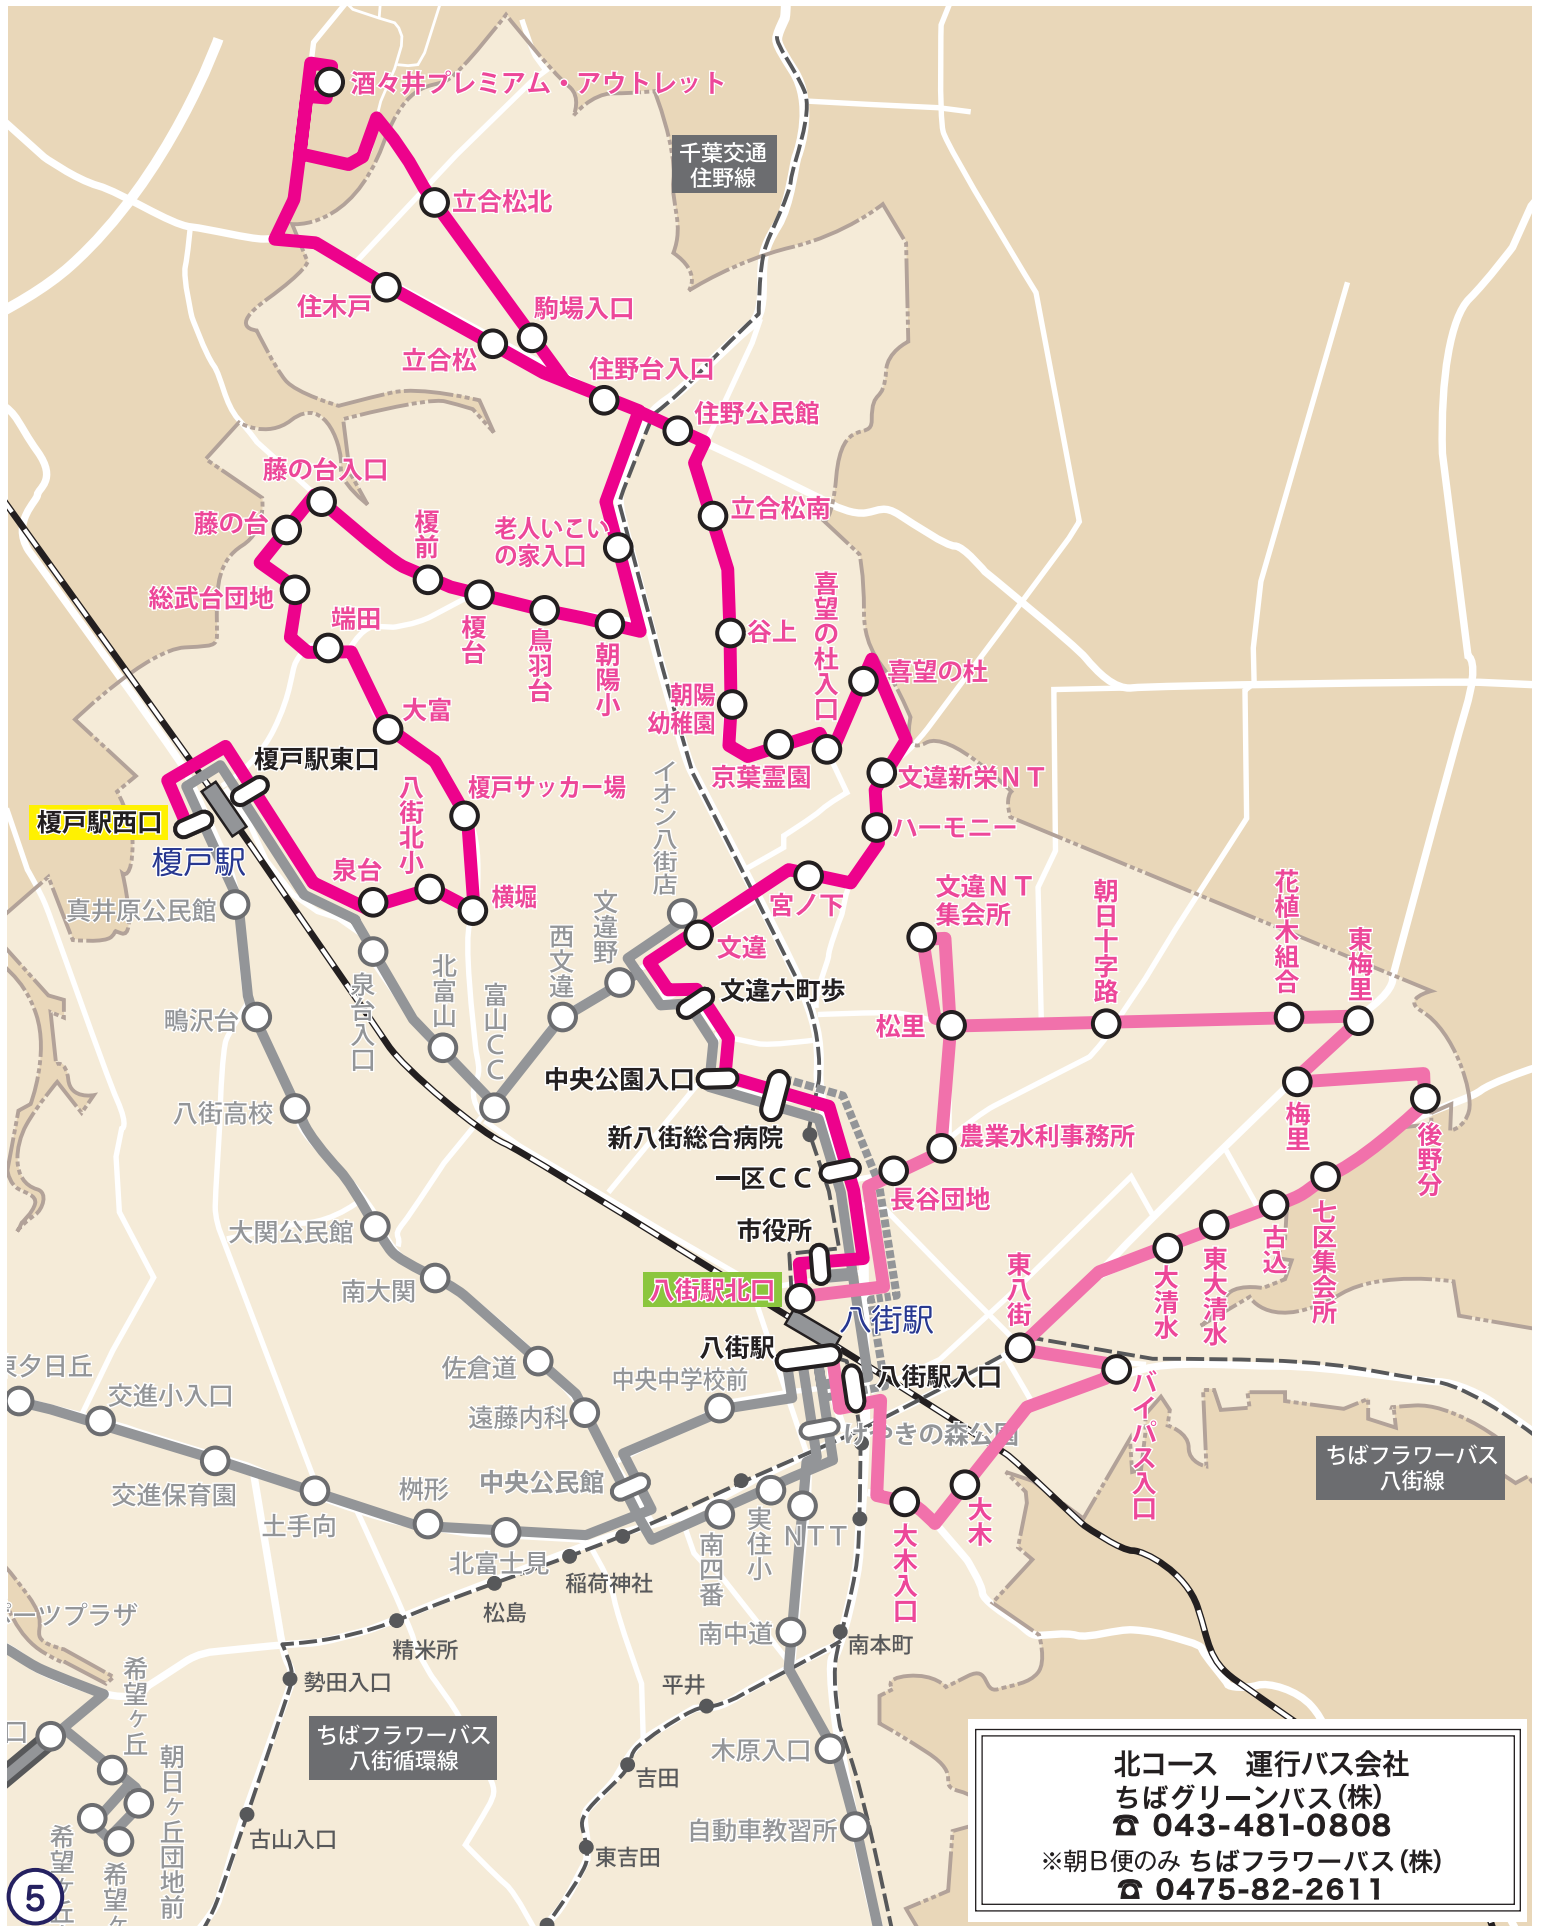 酒々井プレミアム・アウトレット
千葉交通
住野線
立合松北
住木戸
駒場入口
立合松
住野台入口
住野公民館
藤の台入口
藤の台
榎前
老人いこい
の家入口
立合松南
総武台団地
端田
榎台
鳥羽台
朝陽小
谷上
喜望の杜入口
喜望の杜
朝陽
幼稚園
大富
京葉霊園
文違新栄NT
榎戸駅東口
榎戸サッカー場
イオン八街店
八街北小
榎戸駅西口
榎戸駅
ハーモニー
泉台
横堀
宮ノ下
文違NT
集会所
朝日十字路
花植木組合
東梅里
真井原公民館
文違野
西文違
文違
北富山
富山CC
泉台入口
文違六町歩
鴫沢台
松里
中央公園入口
梅里
後野分
八街高校
新八街総合病院
農業水利事務所
一区CC
長谷団地
大関公民館
市役所
七区集会所
古込
東大清水
大清水
東八街
南大関
八街駅北口
八街駅
八街駅
佐倉道
中央中学校前
八街駅入口
バイパス入口
東夕日丘
交進小入口
遠藤内科
けやきの森公園
ちばフラワーバス
八街線
交進保育園
土手向
桝形
中央公民館
北富士見
南四番
実住小
NTT
大木入口
大木
稲荷神社
松島
ポーツプラザ
精米所
南中道
南本町
希望ヶ丘
勢田入口
平井
口
ちばフラワーバス
八街循環線
木原入口
朝日ヶ丘団地前
吉田
古山入口
東吉田
自動車教習所
希望ヶ丘
希望ヶ
5
北コース 運行バス会社
ちばグリーンバス(株)
☎ 043-481-0808
※朝B便のみ ちばフラワーバス(株)
☎ 0475-82-2611